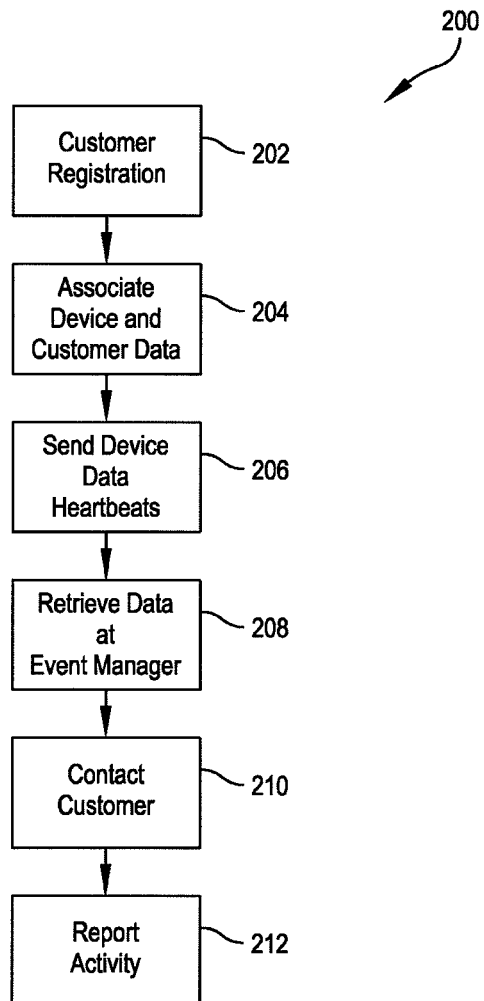 200
Customer
Registration
202
Associate
Device and
Customer Data
204
Send Device
Data
Heartbeats
206
Retrieve Data
at
Event Manager
208
Contact
Customer
210
Report
Activity
212